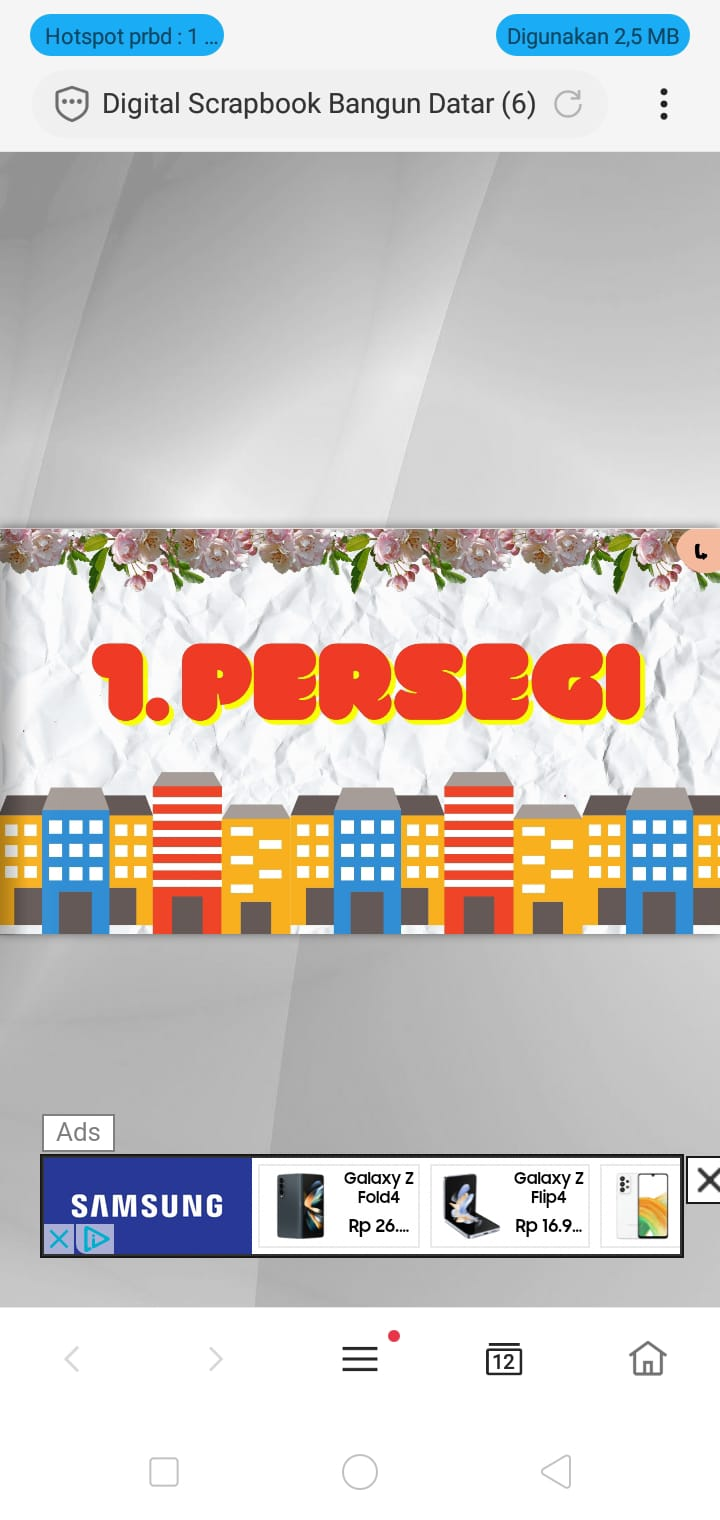 Hotspot prbd : 1 ...
Digunakan 2,5 MB
Digital Scrapbook Bangun Datar (6)
1. PERSEGI
Ads
SAMSUNG
Galaxy Z
Fold4
Rp 26....
Galaxy Z
Flip4
Rp 16.9...
12